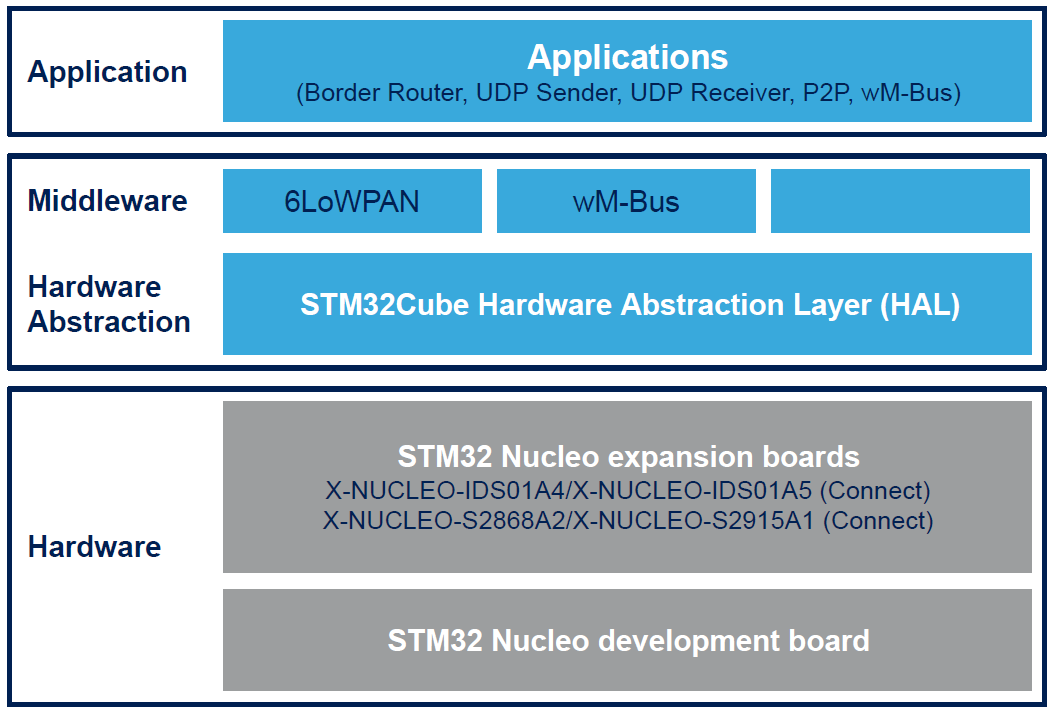 Application
Applications
(Border Router, UDP Sender, UDP Receiver, P2P, wM-Bus)
Middleware
6LoWPAN
wM-Bus
Hardware
Abstraction
STM32Cube Hardware Abstraction Layer (HAL)
Hardware
STM32 Nucleo expansion boards
X-NUCLEO-IDS01A4/X-NUCLEO-IDS01A5 (Connect)
X-NUCLEO-S2868A2/X-NUCLEO-S2915A1 (Connect)
STM32 Nucleo development board